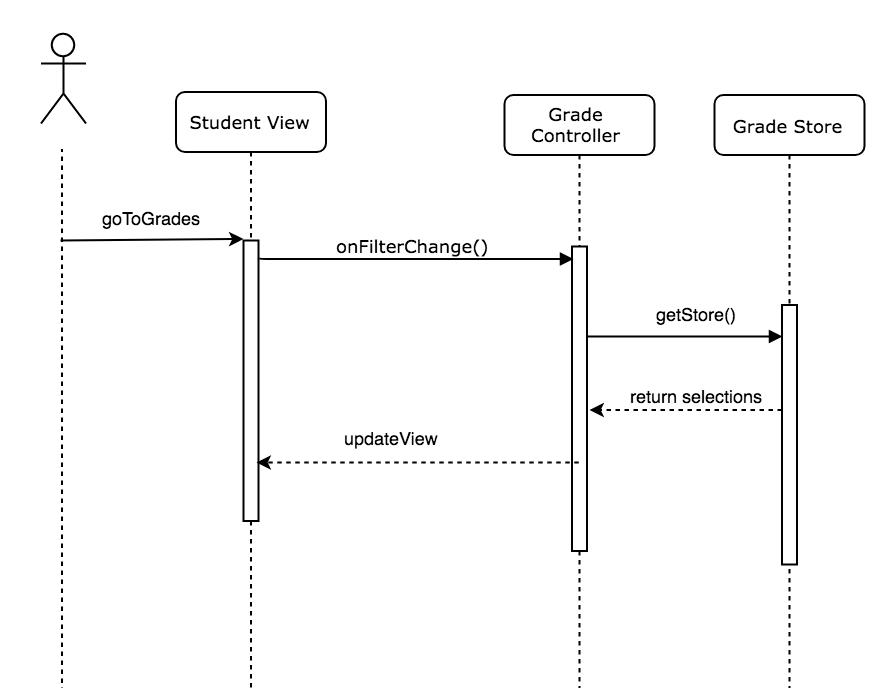 Student View
Grade
Controller
Grade Store
goToGrades
onFilterChange()
getStore()
return selections
updateView